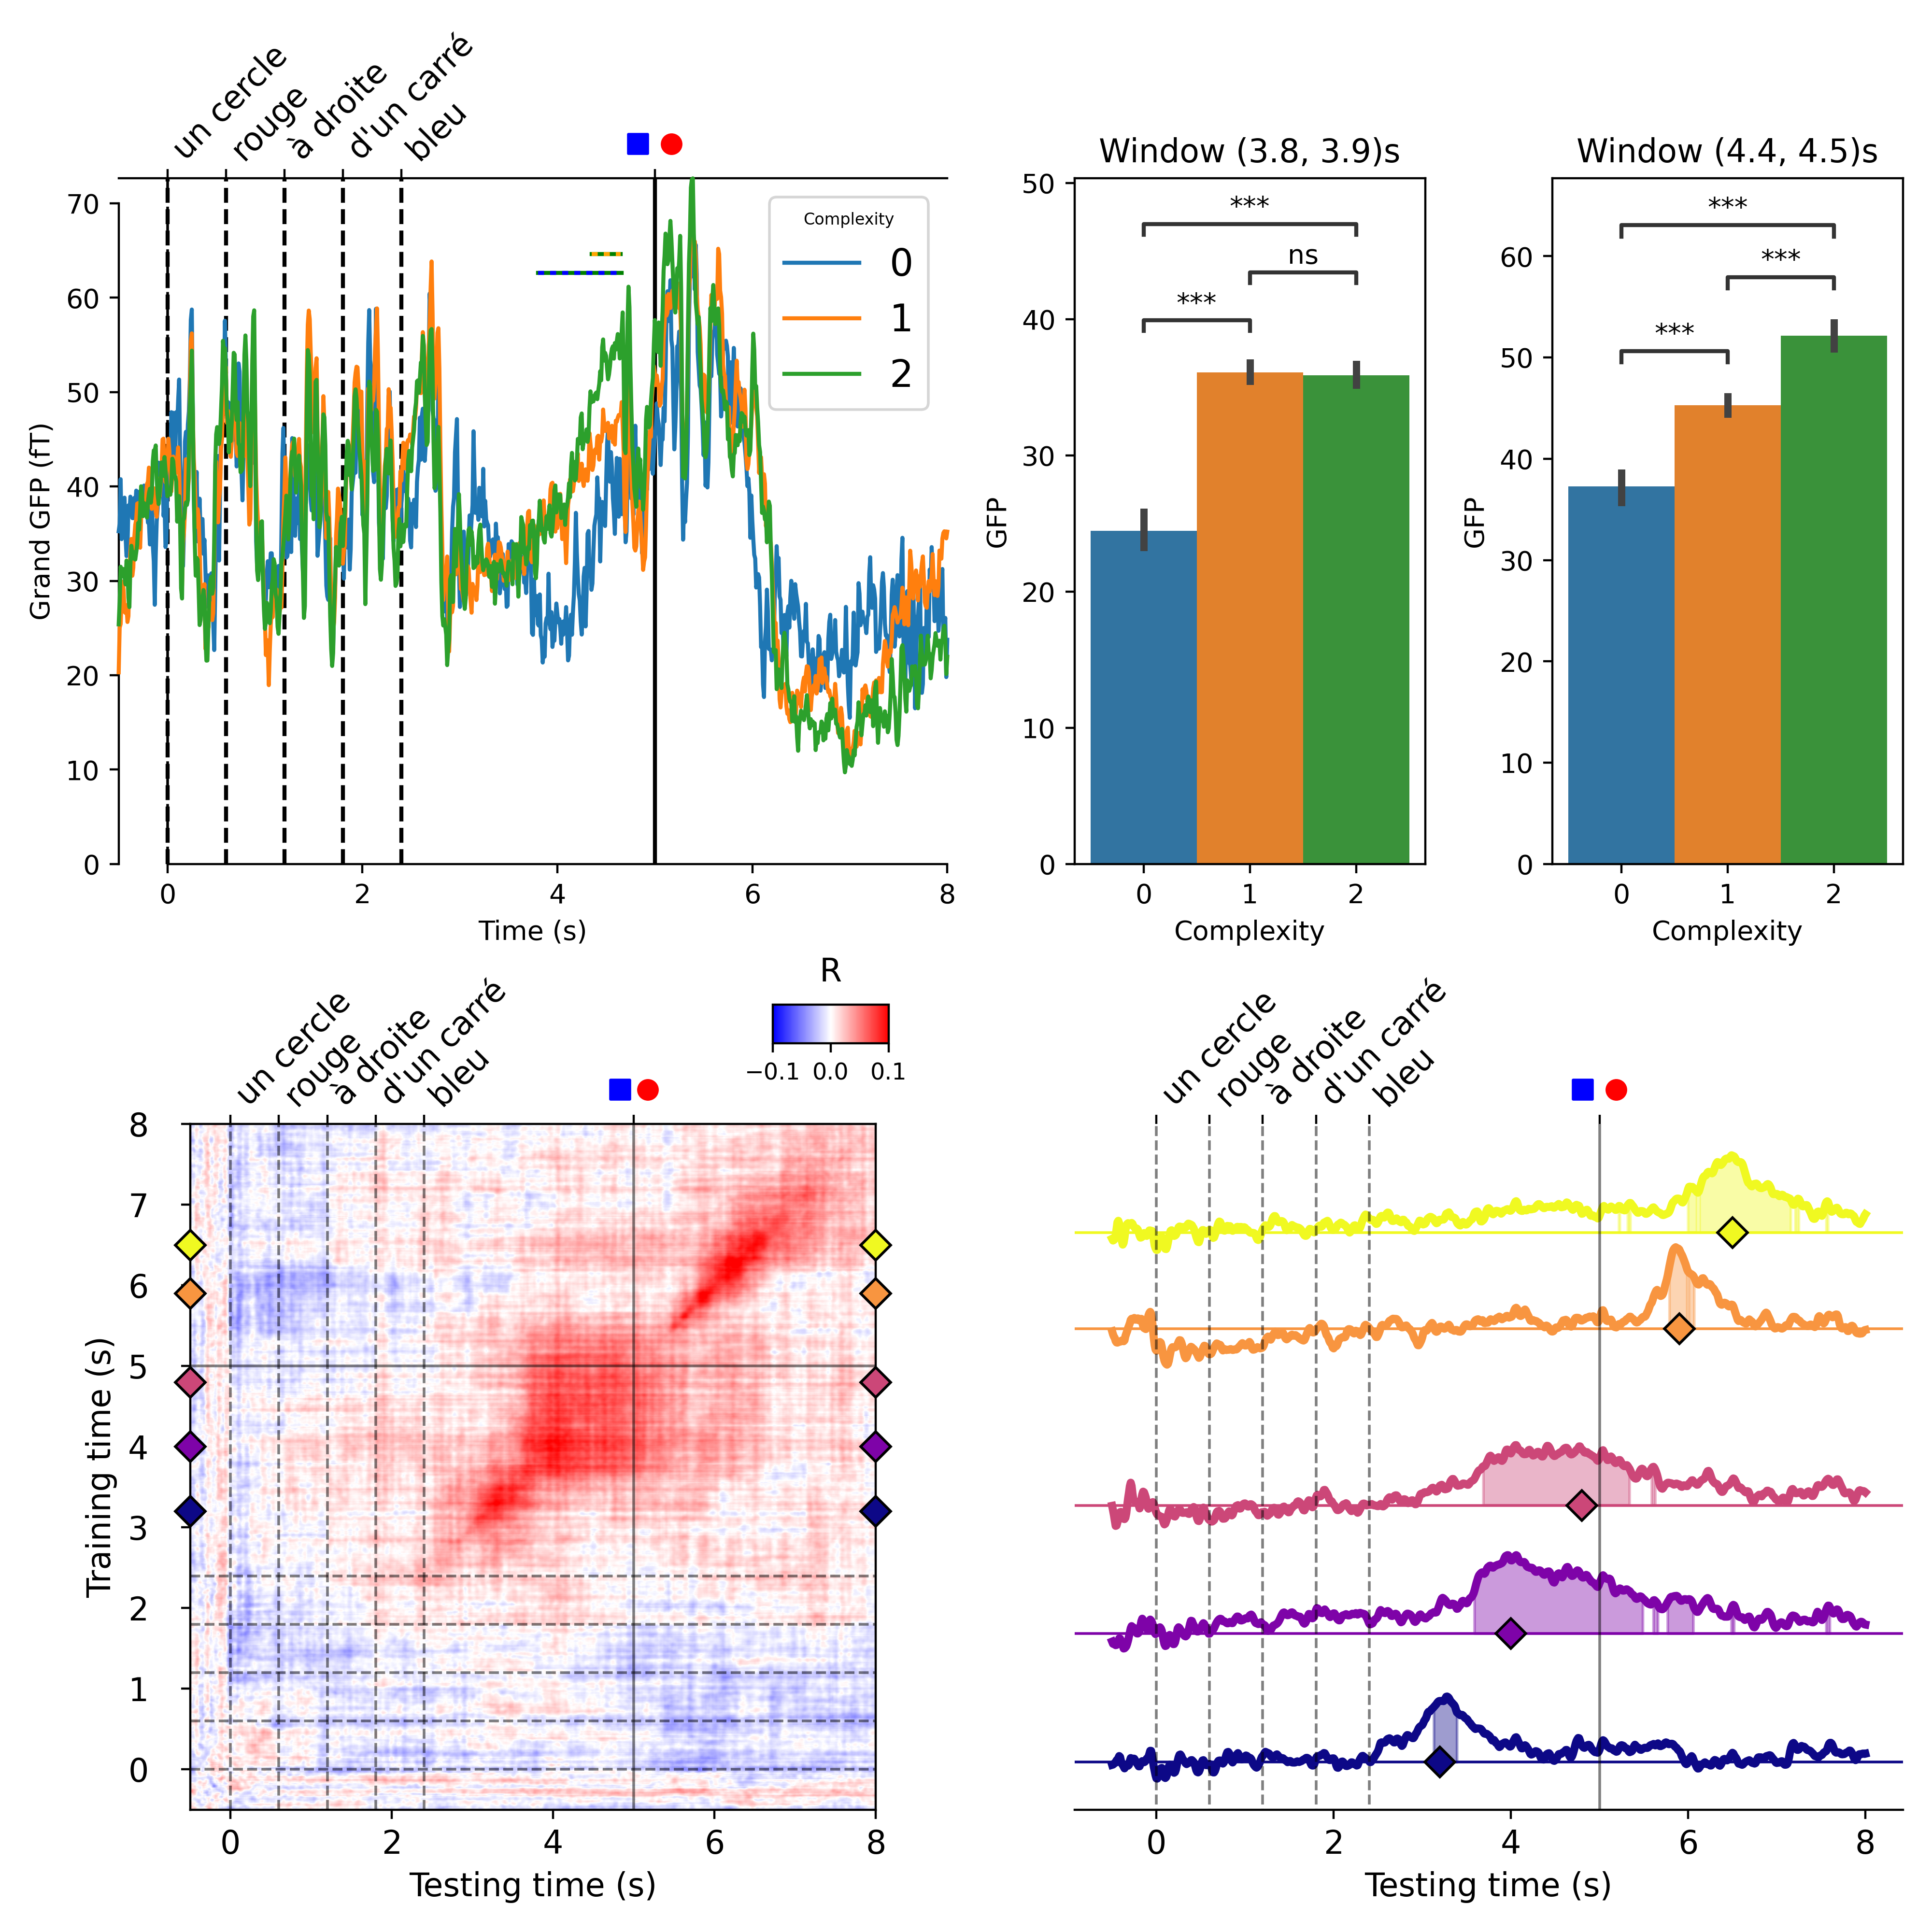 un cercle
rouge
à droite
d'un carré
bleu
Grand GFP (fT)
70
60
50
40
30
20
10
0
0
2
4
6
8
Time (s)
Complexity
0
1
2
Window (3.8, 3.9)s
GFP
50
40
30
20
10
0
***
ns
***
0
1
2
Complexity
Window (4.4, 4.5)s
GFP
60
50
40
30
20
10
0
***
***
***
0
1
2
Complexity
R
−0.1
0.0
0.1
un cercle
rouge
à droite
d'un carré
bleu
Training time (s)
8
7
6
5
4
3
2
1
0
0
2
4
6
8
Testing time (s)
un cercle
rouge
à droite
d'un carré
bleu
0
2
4
6
8
Testing time (s)